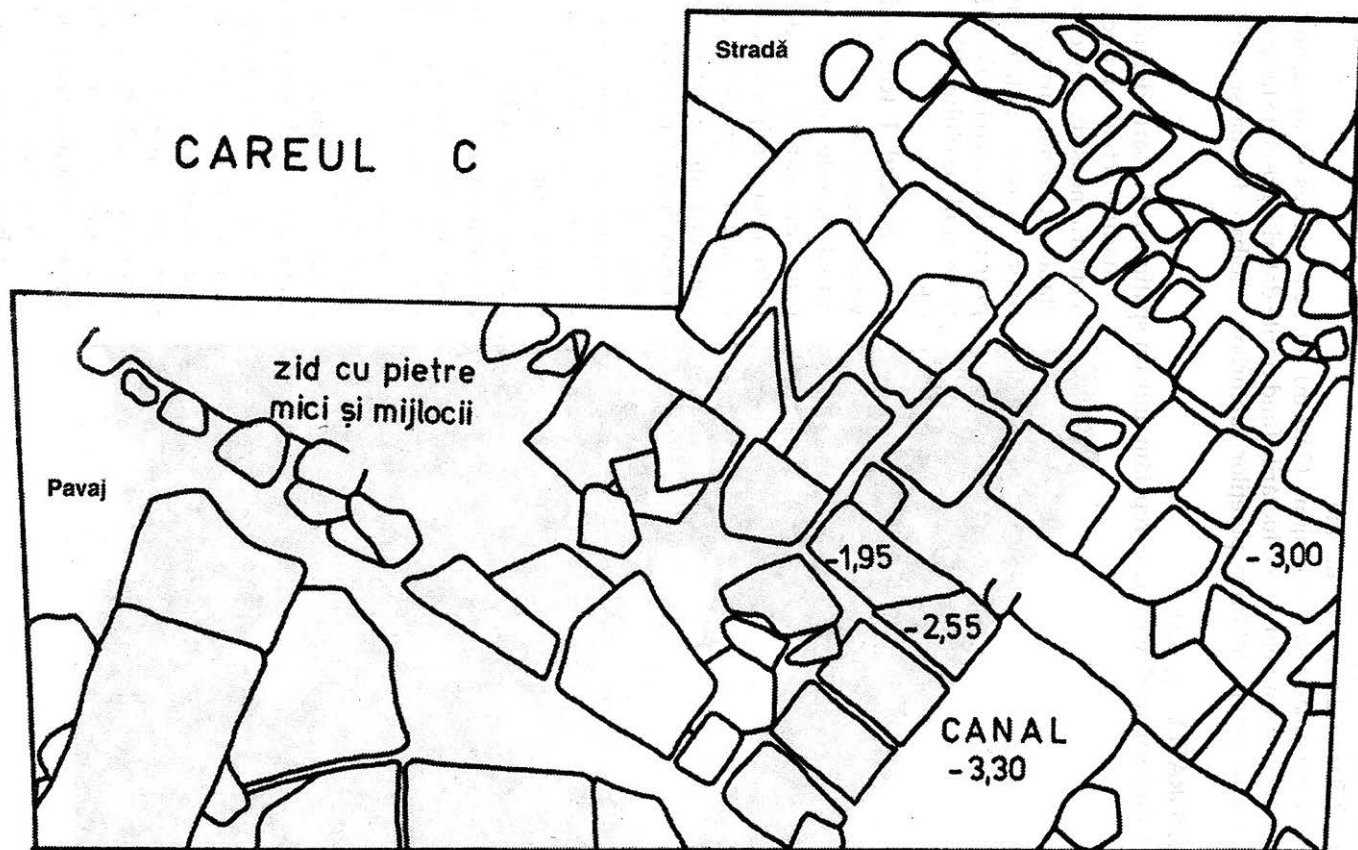 Stradă
CAREUL C
zid cu pietre
mici și mijlocii
Pavaj
-1,95
-3,00
-2,55
CANAL
-3,30